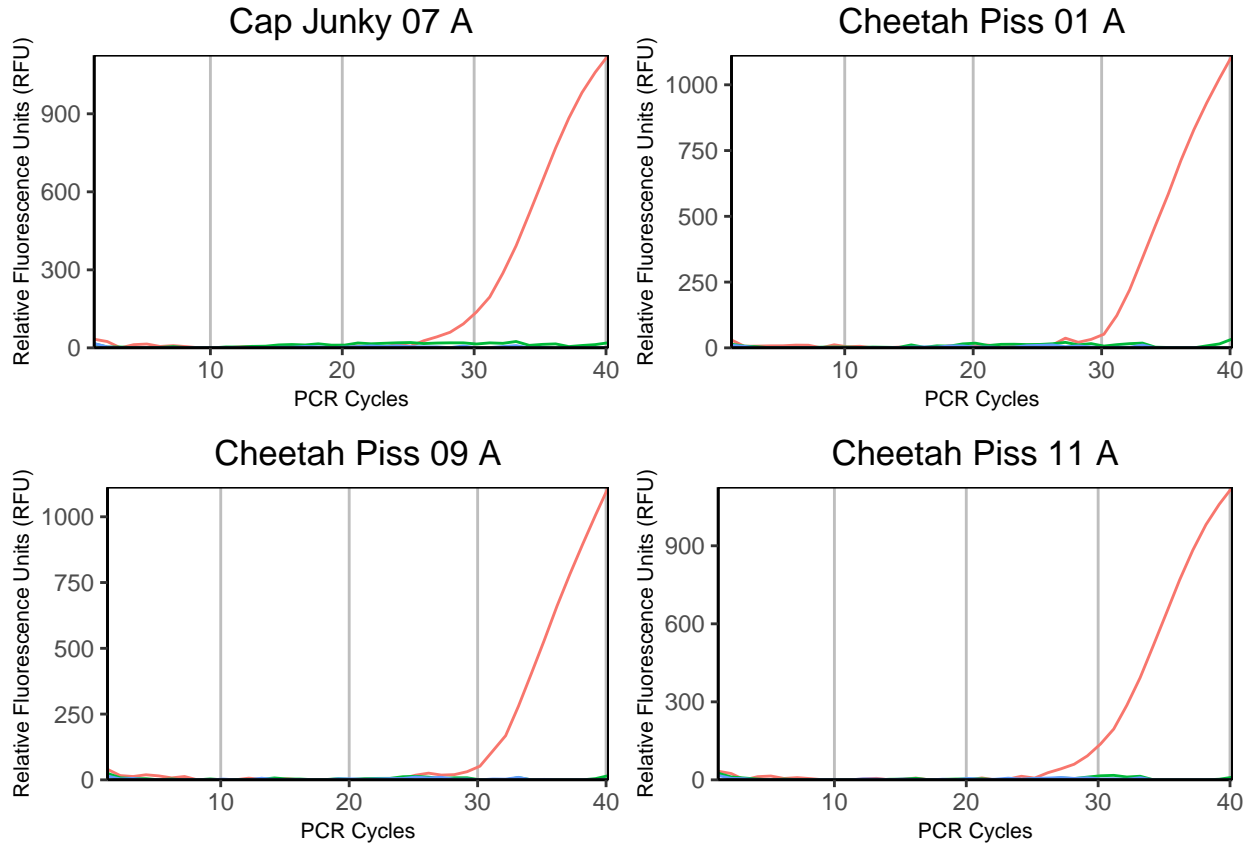 Cap Junky 07 A
Relative Fluorescence Units (RFU)
900
600
300
0
10 20 30 40
PCR Cycles
Cheetah Piss 01 A
Relative Fluorescence Units (RFU)
1000
750
500
250
0
10 20 30 40
PCR Cycles
Cheetah Piss 09 A
Relative Fluorescence Units (RFU)
1000
750
500
250
0
10 20 30 40
PCR Cycles
Cheetah Piss 11 A
Relative Fluorescence Units (RFU)
900
600
300
0
10 20 30 40
PCR Cycles